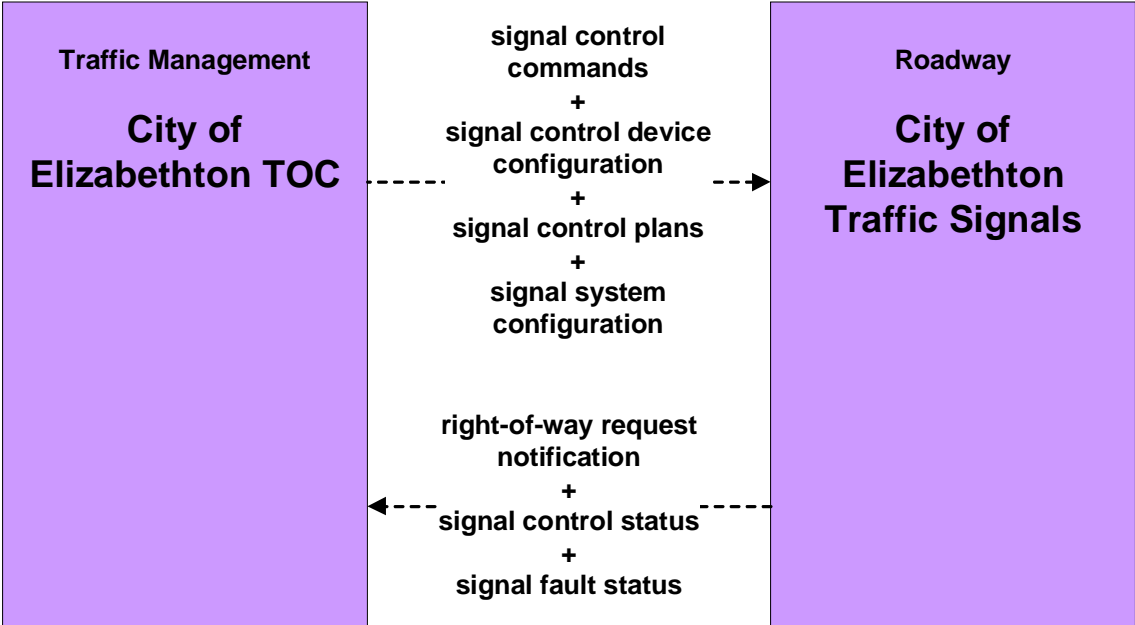 Traffic Management
City of
Elizabethton TOC
signal control
commands
+
signal control device
configuration
+
signal control plans
+
signal system
configuration
right-of-way request
notification
+
signal control status
+
signal fault status
Roadway
City of
Elizabethton
Traffic Signals